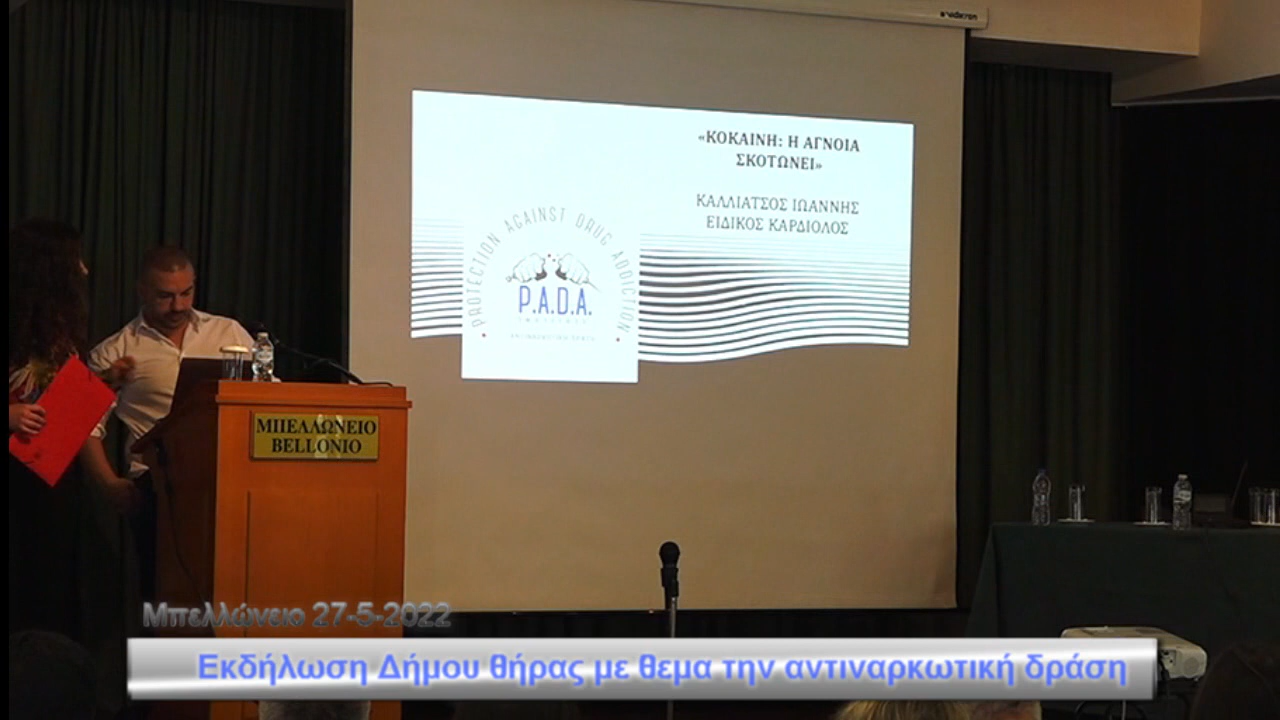 «ΚΟΚΑΙΝΗ: Η ΑΓΝΟΙΑ
ΣΚΟΤΩΝΕΙ»
ΚΑΛΛΙΑΤΣΟΣ ΙΩΑΝΝΗΣ
ΕΙΔΙΚΟΣ ΚΑΡΔΙΟΛΟΣ
PROTECTION AGAINST DRUG ADDICTION
P.A.D.A.
ΜΠΕΛΛΩΝΕΙΟ
BELLONIO
Μπελλώνειο 27-5-2022
Εκδήλωση Δήμου θήρας με θεμα την αντιναρκωτική δράση